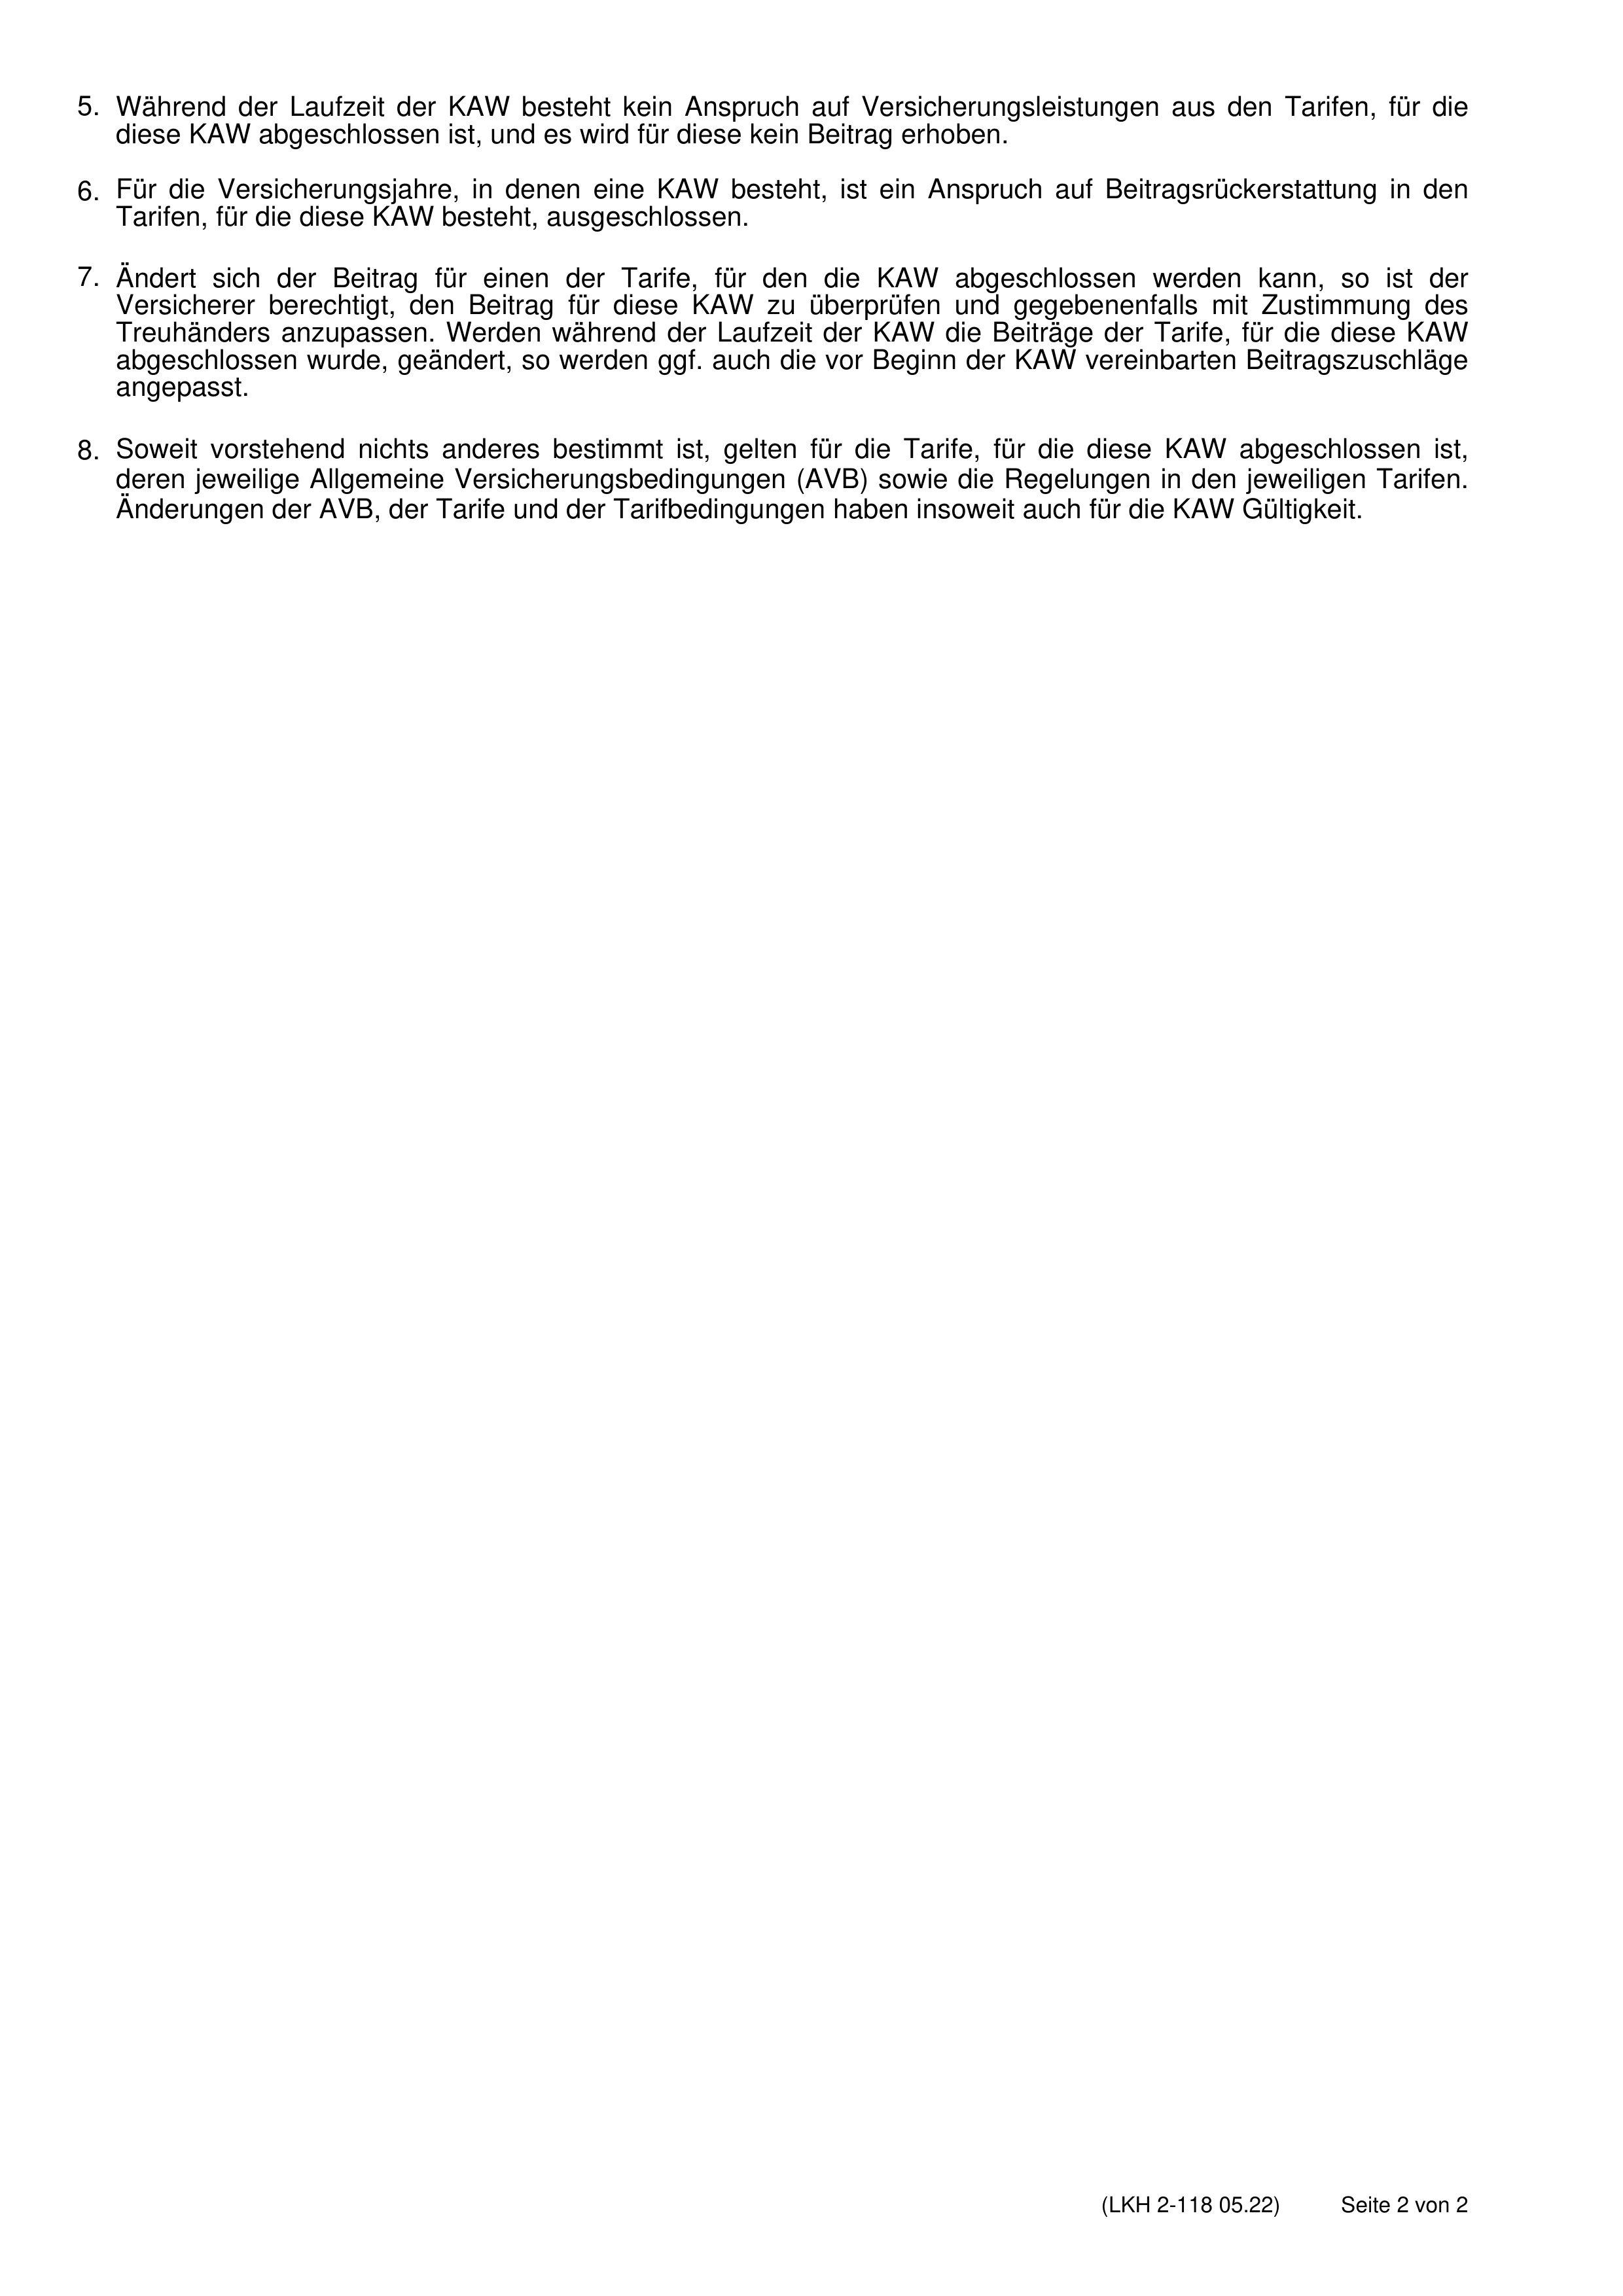 5. Während der Laufzeit der KAW besteht kein Anspruch auf Versicherungsleistungen aus den Tarifen, für die
diese KAW abgeschlossen ist, und es wird für diese kein Beitrag erhoben.
6. Für die Versicherungsjahre, in denen eine KAW besteht, ist ein Anspruch auf Beitragsrückerstattung in den
Tarifen, für die diese KAW besteht, ausgeschlossen.
7. Ändert sich der Beitrag für einen der Tarife, für den die KAW abgeschlossen werden kann, so ist der
Versicherer berechtigt, den Beitrag für diese KAW zu überprüfen und gegebenenfalls mit Zustimmung des
Treuhänders anzupassen. Werden während der Laufzeit der KAW die Beiträge der Tarife, für die diese KAW
abgeschlossen wurde, geändert, so werden ggf. auch die vor Beginn der KAW vereinbarten Beitragszuschläge
angepasst.
8. Soweit vorstehend nichts anderes bestimmt ist, gelten für die Tarife, für die diese KAW abgeschlossen ist,
deren jeweilige Allgemeine Versicherungsbedingungen (AVB) sowie die Regelungen in den jeweiligen Tarifen.
Änderungen der AVB, der Tarife und der Tarifbedingungen haben insoweit auch für die KAW Gültigkeit.
(LKH 2-118 05.22) Seite 2 von 2